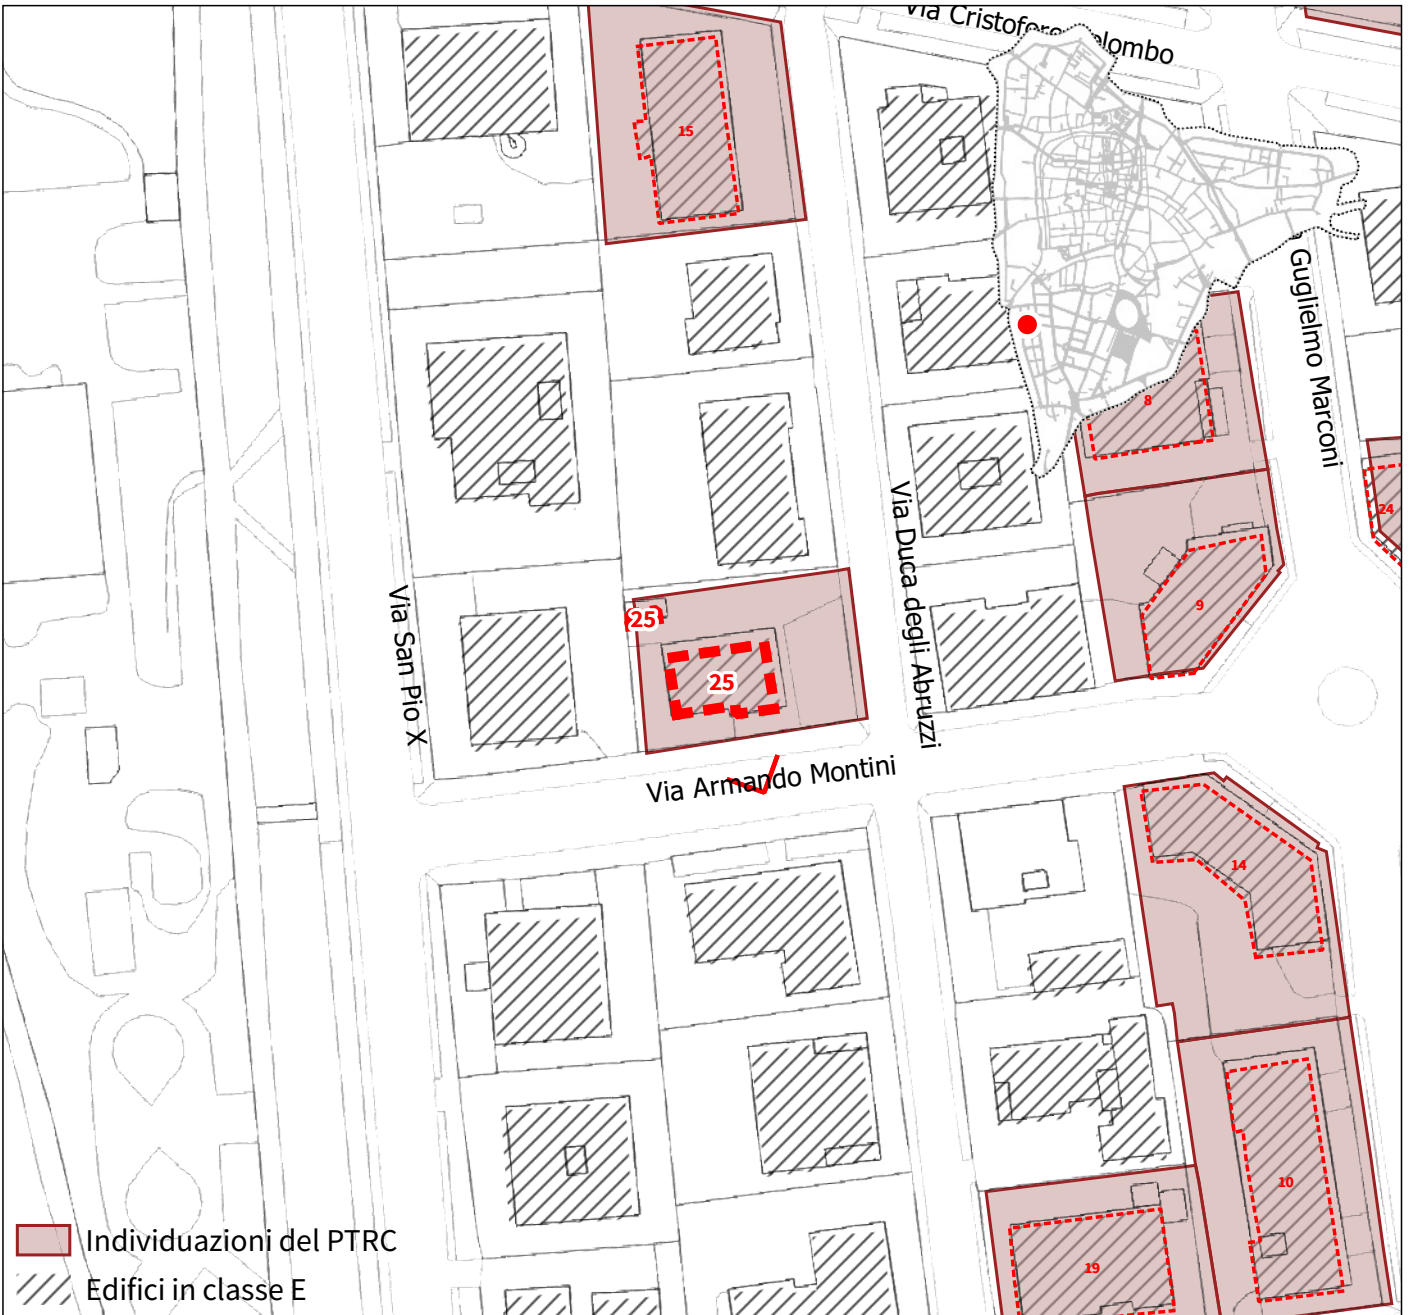 Via Cristoforo Colombo
15
Guglielmo Marconi
8
24
Via Duca degli Abruzzi
9
Via San Pio X
25
25
Via Armando Montini
14
10
19
Individuazioni del PTRC
Edifici in classe E